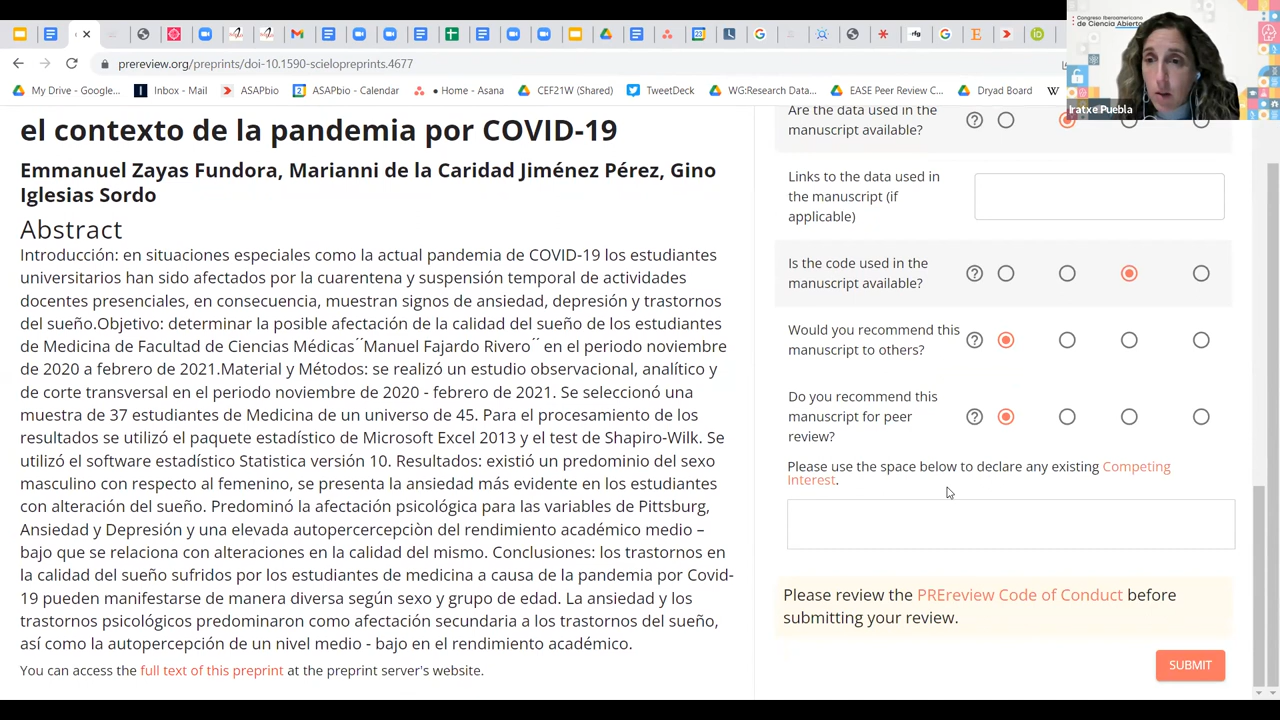 prereview.org/preprints/doi-10.1590-scielopreprints.4677
My Drive - Google...
Inbox - Mail
ASAPbio
ASAPbio - Calendar
• Home - Asana
CEF21W (Shared)
TweetDeck
WG:Research Data...
EASE Peer Review C...
Dryad Board
Congreso Iberoamericano
de Ciencia Abierta
Iratxe Puebla
el contexto de la pandemia por COVID-19
Emmanuel Zayas Fundora, Marianni de la Caridad Jiménez Pérez, Gino
Iglesias Sordo
Abstract
Introducción: en situaciones especiales como la actual pandemia de COVID-19 los estudiantes
universitarios han sido afectados por la cuarentena y suspensión temporal de actividades
docentes presenciales, en consecuencia, muestran signos de ansiedad, depresión y trastornos
del sueño.Objetivo: determinar la posible afectación de la calidad del sueño de los estudiantes
de Medicina de Facultad de Ciencias Médicas´´Manuel Fajardo Rivero´´ en el periodo noviembre
de 2020 a febrero de 2021.Material y Métodos: se realizó un estudio observacional, analítico y
de corte transversal en el periodo noviembre de 2020 - febrero de 2021. Se seleccionó una
muestra de 37 estudiantes de Medicina de un universo de 45. Para el procesamiento de los
resultados se utilizó el paquete estadístico de Microsoft Excel 2013 y el test de Shapiro-Wilk. Se
utilizó el software estadístico Statistica versión 10. Resultados: existió un predominio del sexo
masculino con respecto al femenino, se presenta la ansiedad más evidente en los estudiantes
con alteración del sueño. Predominó la afectación psicológica para las variables de Pittsburg,
Ansiedad y Depresión y una elevada autopercercepciòn del rendimiento académico medio –
bajo que se relaciona con alteraciones en la calidad del mismo. Conclusiones: los trastornos en
la calidad del sueño sufridos por los estudiantes de medicina a causa de la pandemia por Covid-
19 pueden manifestarse de manera diversa según sexo y grupo de edad. La ansiedad y los
trastornos psicológicos predominaron como afectación secundaria a los trastornos del sueño,
así como la autopercepción de un nivel medio - bajo en el rendimiento académico.
You can access the full text of this preprint at the preprint server's website.
Are the data used in the
manuscript available?
Links to the data used in
the manuscript (if
applicable)
Is the code used in the
manuscript available?
Would you recommend this
manuscript to others?
Do you recommend this
manuscript for peer
review?
Please use the space below to declare any existing Competing
Interest.
Please review the PREreview Code of Conduct before
submitting your review.
SUBMIT